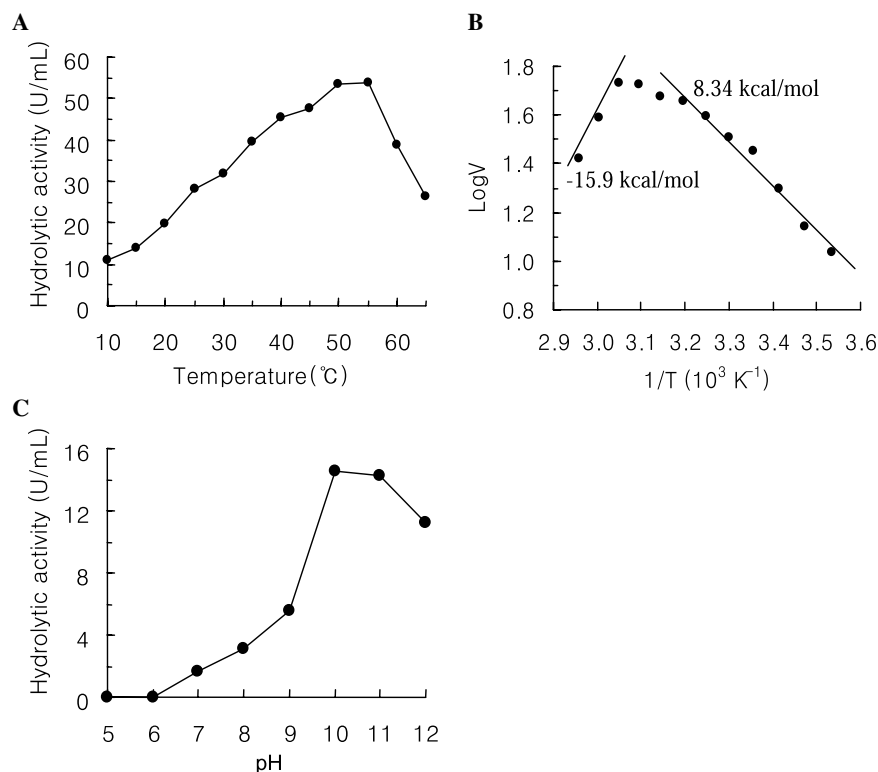 A
Hydrolytic activity (U/mL)
60
50
40
30
20
10
0
10 20 30 40 50 60
Temperature(℃)
B
LogV
1.8
1.6
1.4
1.2
1.0
0.8
8.34 kcal/mol
-15.9 kcal/mol
2.9 3.0 3.1 3.2 3.3 3.4 3.5 3.6
1/T (10³ K⁻¹)
C
Hydrolytic activity (U/mL)
16
12
8
4
0
5 6 7 8 9 10 11 12
pH